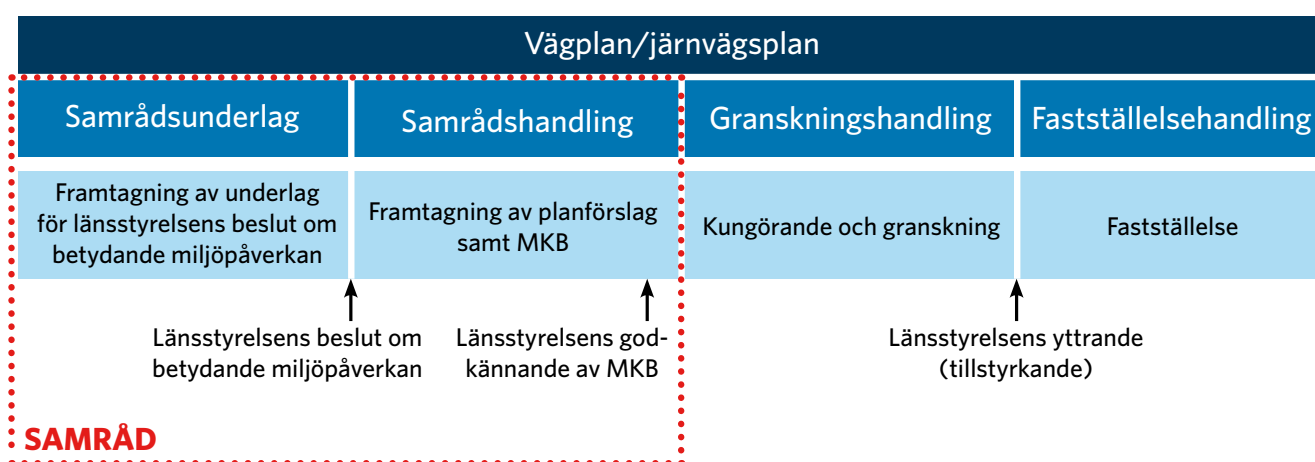 Vägplan/järnvägsplan
Samrådsunderlag
Samrådshandling
Granskningshandling
Fastställelsehandling
Framtagning av underlag
för länsstyrelsens beslut om
betydande miljöpåverkan
Framtagning av planförslag
samt MKB
Kungörande och granskning
Fastställelse
Länsstyrelsens beslut om
betydande miljöpåverkan
Länsstyrelsens god-
kännande av MKB
Länsstyrelsens yttrande
(tillstyrkande)
SAMRÅD